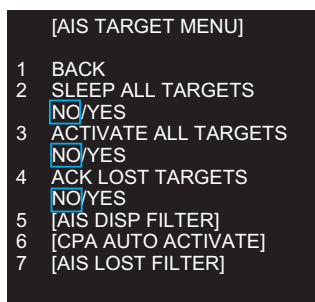 [AIS TARGET MENU]
1 BACK
2 SLEEP ALL TARGETS
NO/YES
3 ACTIVATE ALL TARGETS
NO/YES
4 ACK LOST TARGETS
NO/YES
5 [AIS DISP FILTER]
6 [CPA AUTO ACTIVATE]
7 [AIS LOST FILTER]